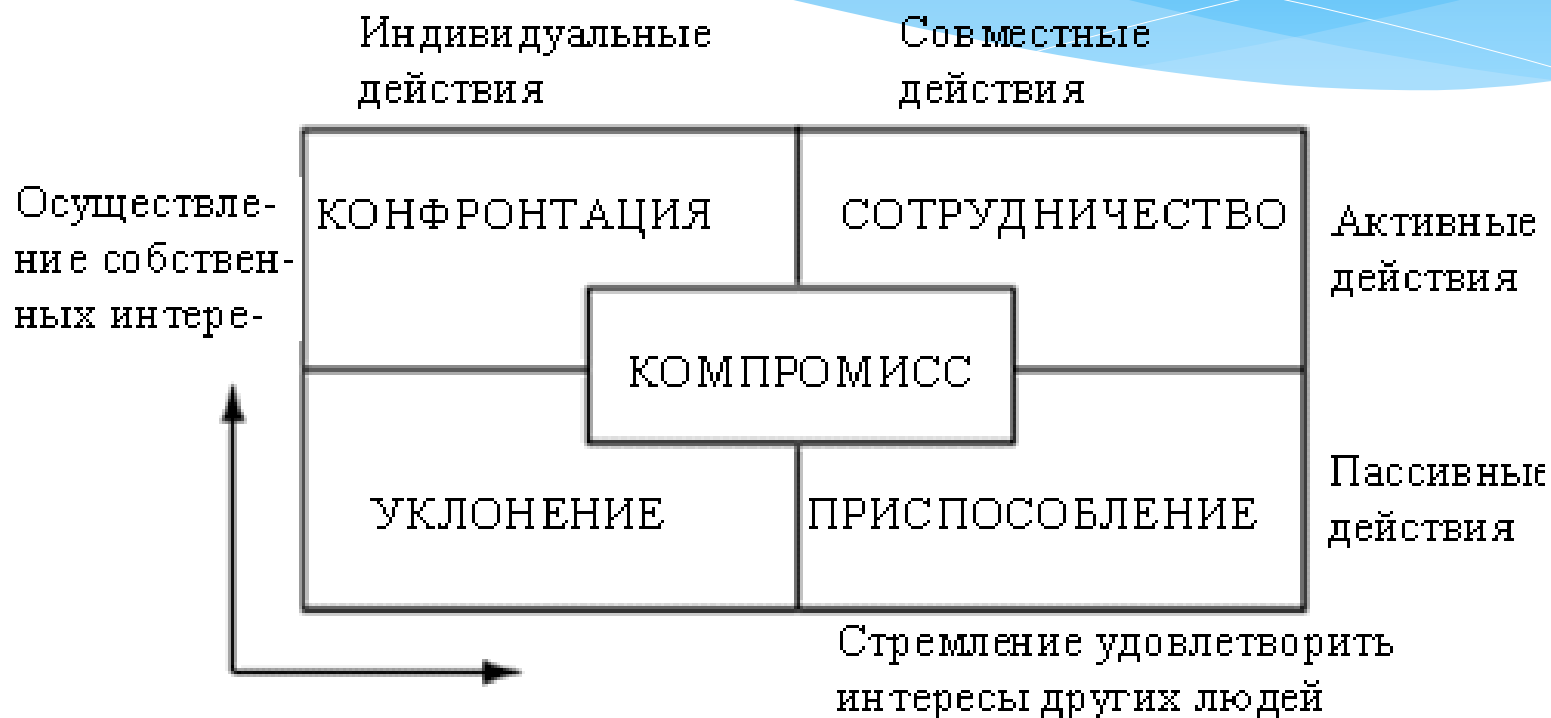 Индивидуальные
действия
Совместные
действия
Осуществле-
ние собствен-
ных интере-
КОНФРОНТАЦИЯ
СОТРУДНИЧЕСТВО
Активные
действия
КОМПРОМИСС
УКЛОНЕНИЕ
ПРИСПОСОБЛЕНИЕ
Пассивные
действия
Стремление удовлетворить
интересы других людей